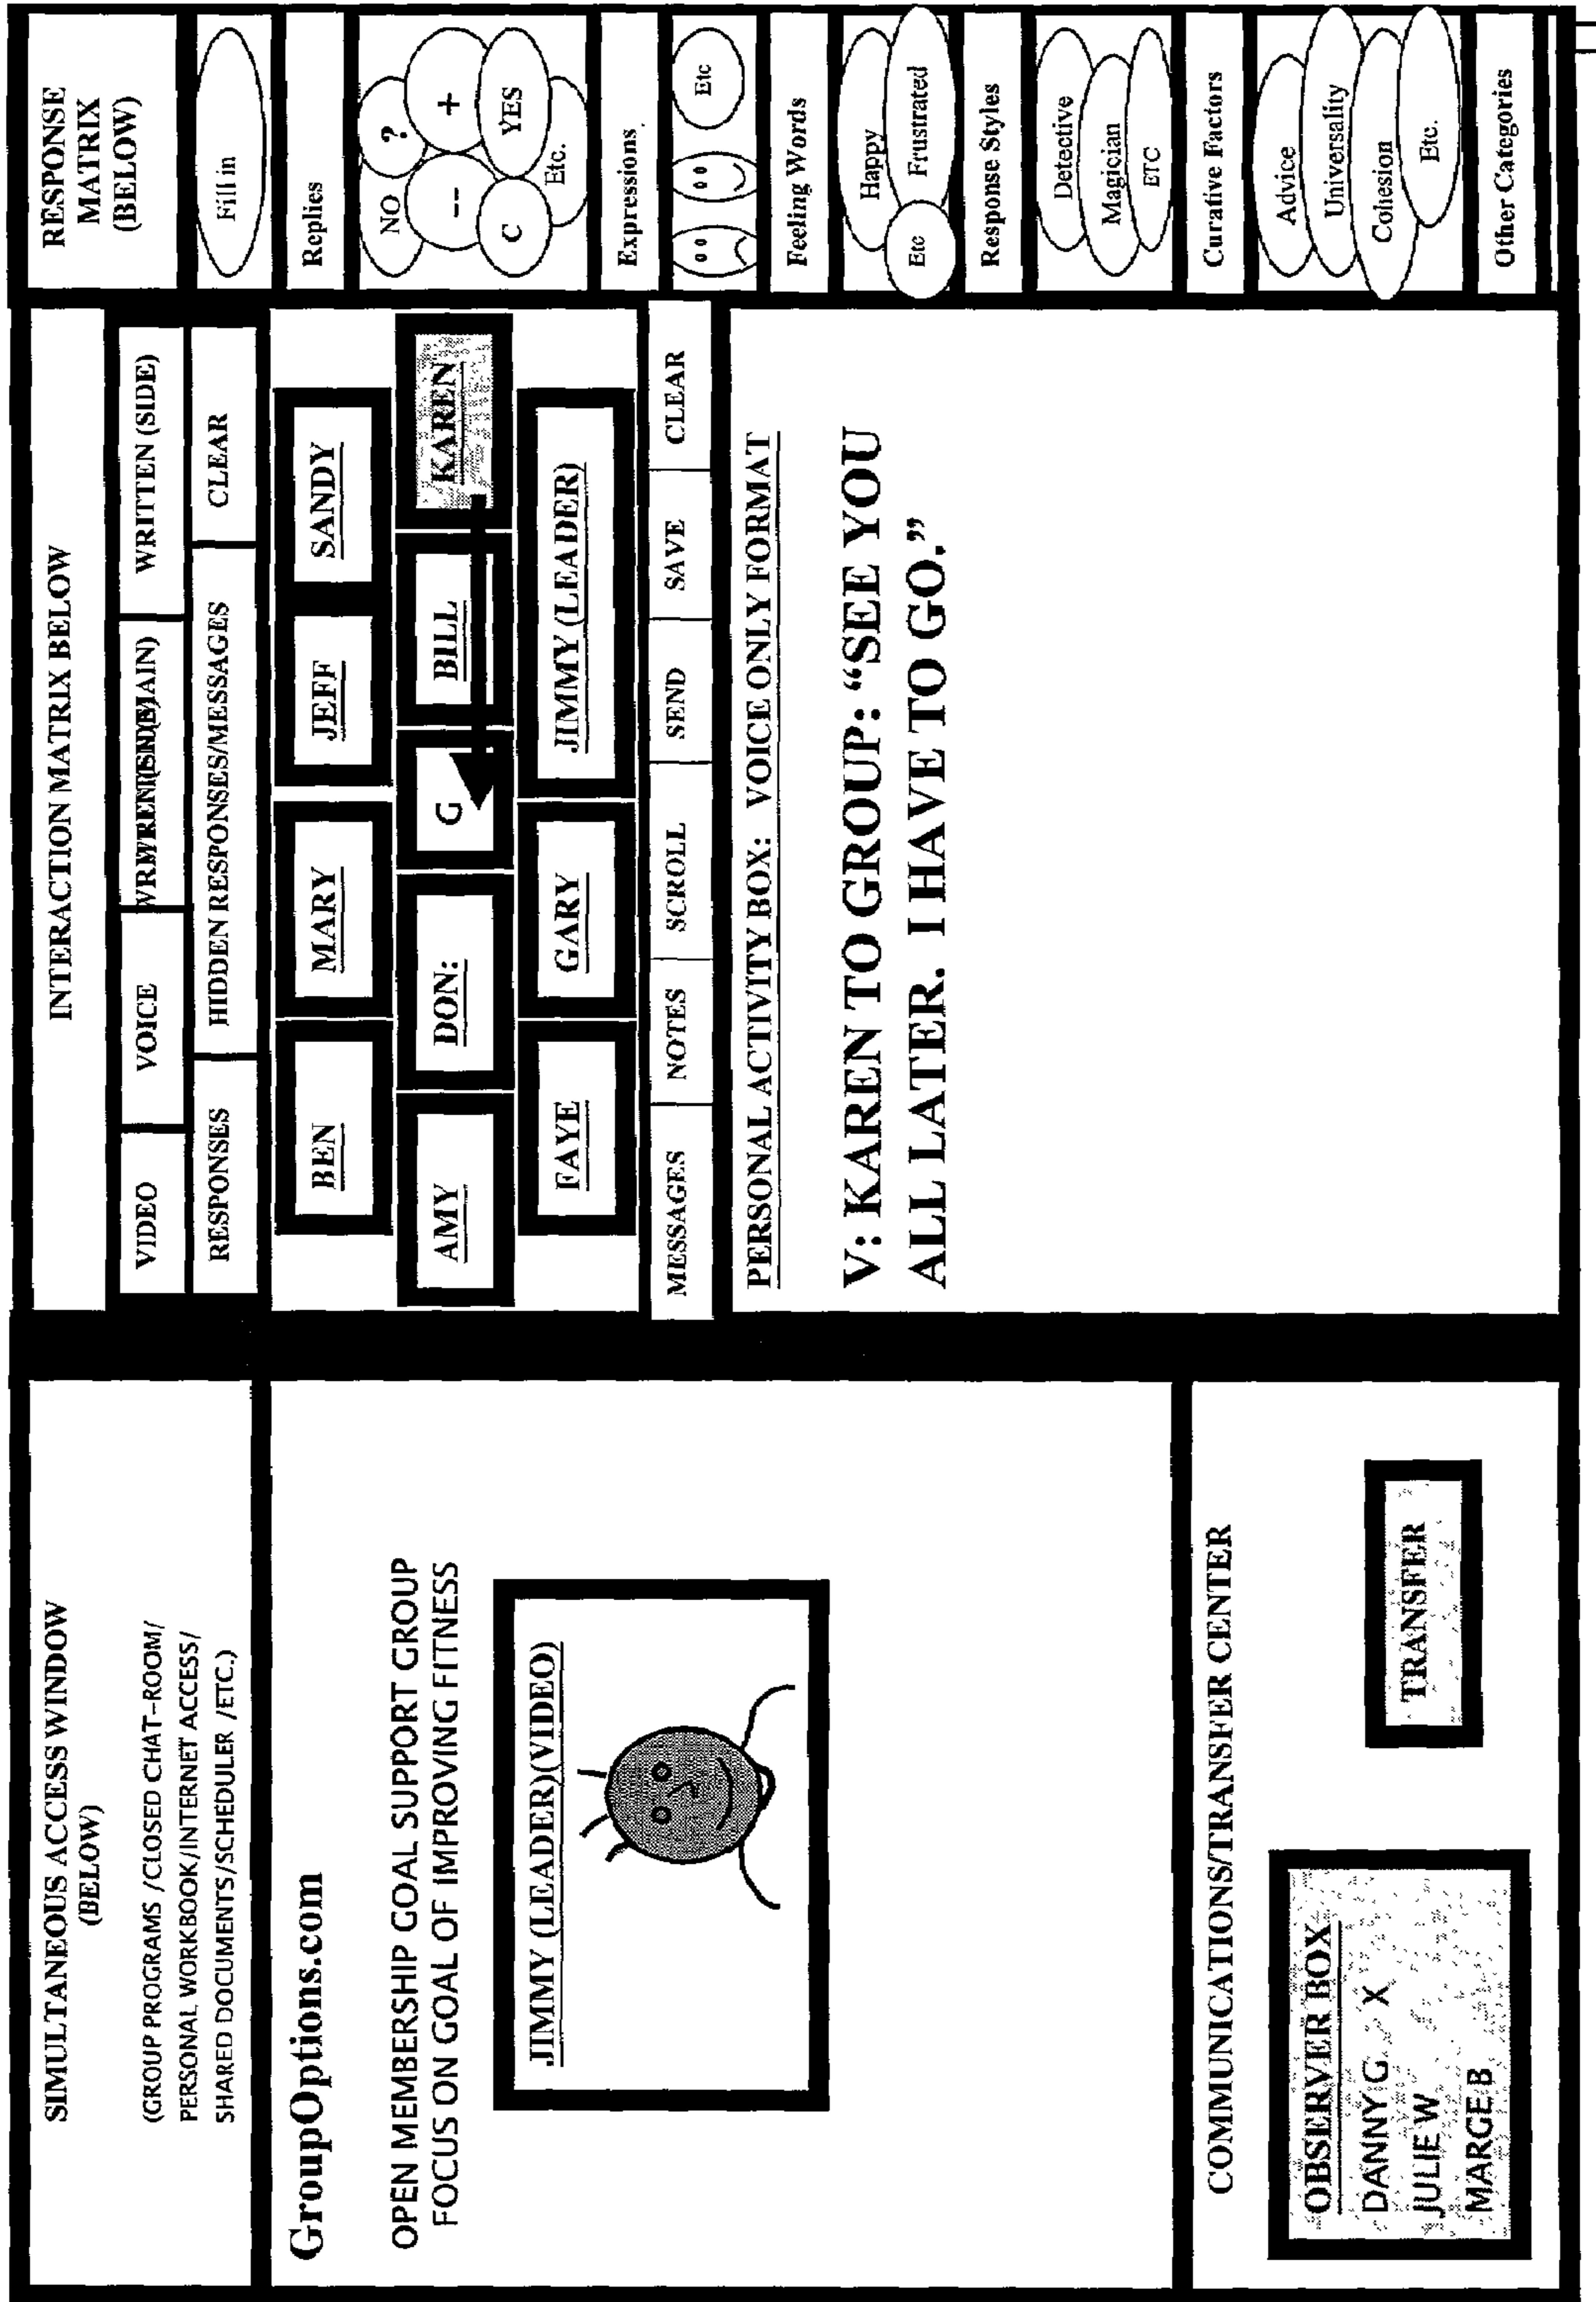 SIMULTANEOUS ACCESS WINDOW
(BELOW)
(GROUP PROGRAMS /CLOSED CHAT-ROOM/
PERSONAL WORKBOOK/INTERNET ACCESS/
SHARED DOCUMENTS/SCHEDULER /ETC.)
GroupOptions.com
OPEN MEMBERSHIP GOAL SUPPORT GROUP
FOCUS ON GOAL OF IMPROVING FITNESS
JIMMY (LEADER)(VIDEO)
COMMUNICATIONS/TRANSFER CENTER
OBSERVER BOX
DANNY G. X
JULIE W
MARGE B
TRANSFER
INTERACTION MATRIX BELOW
VIDEO
VOICE
MAIN)
WRITTEN (SIDE)
RESPONSES
HIDDEN RESPONSES/MESSAGES
CLEAR
BEN
MARY
JEFF
SANDY
AMY
DON:
G
BILL
KAREN
FAYE
GARY
JIMMY (LEADER)
MESSAGES
NOTES
SCROLL
SEND
SAVE
CLEAR
PERSONAL ACTIVITY BOX: VOICE ONLY FORMAT
V: KAREN TO GROUP: “SEE YOU
ALL LATER. I HAVE TO GO.”
RESPONSE
MATRIX
(BELOW)
Fill in
Replies
NO
?
--
+
C
YES
Etc.
Expressions
Etc
Feeling Words
Happy
Etc
Frustrated
Response Styles
Detective
Magician
ETC
Curative Factors
Advice
Universality
Cohesion
Etc.
Other Categories